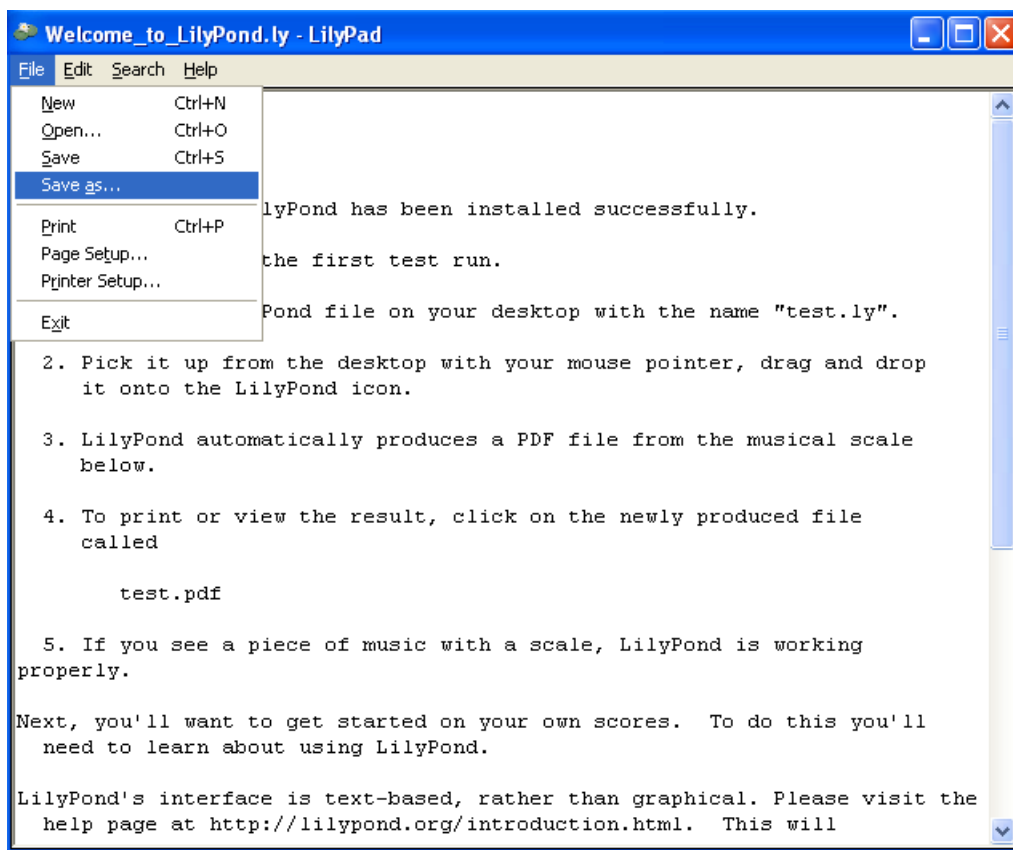 Welcome_to_LilyPond.ly - LilyPad
File Edit Search Help
New Ctrl+N
Open... Ctrl+O
Save Ctrl+S
Save as...
Print Ctrl+P
Page Setup...
Printer Setup...
Exit
lyPond has been installed successfully.
the first test run.
Pond file on your desktop with the name "test.ly".
2. Pick it up from the desktop with your mouse pointer, drag and drop
it onto the LilyPond icon.
3. LilyPond automatically produces a PDF file from the musical scale
below.
4. To print or view the result, click on the newly produced file
called
test.pdf
5. If you see a piece of music with a scale, LilyPond is working
properly.
Next, you'll want to get started on your own scores.  To do this you'll
need to learn about using LilyPond.
LilyPond's interface is text-based, rather than graphical. Please visit the
help page at http://lilypond.org/introduction.html.  This will